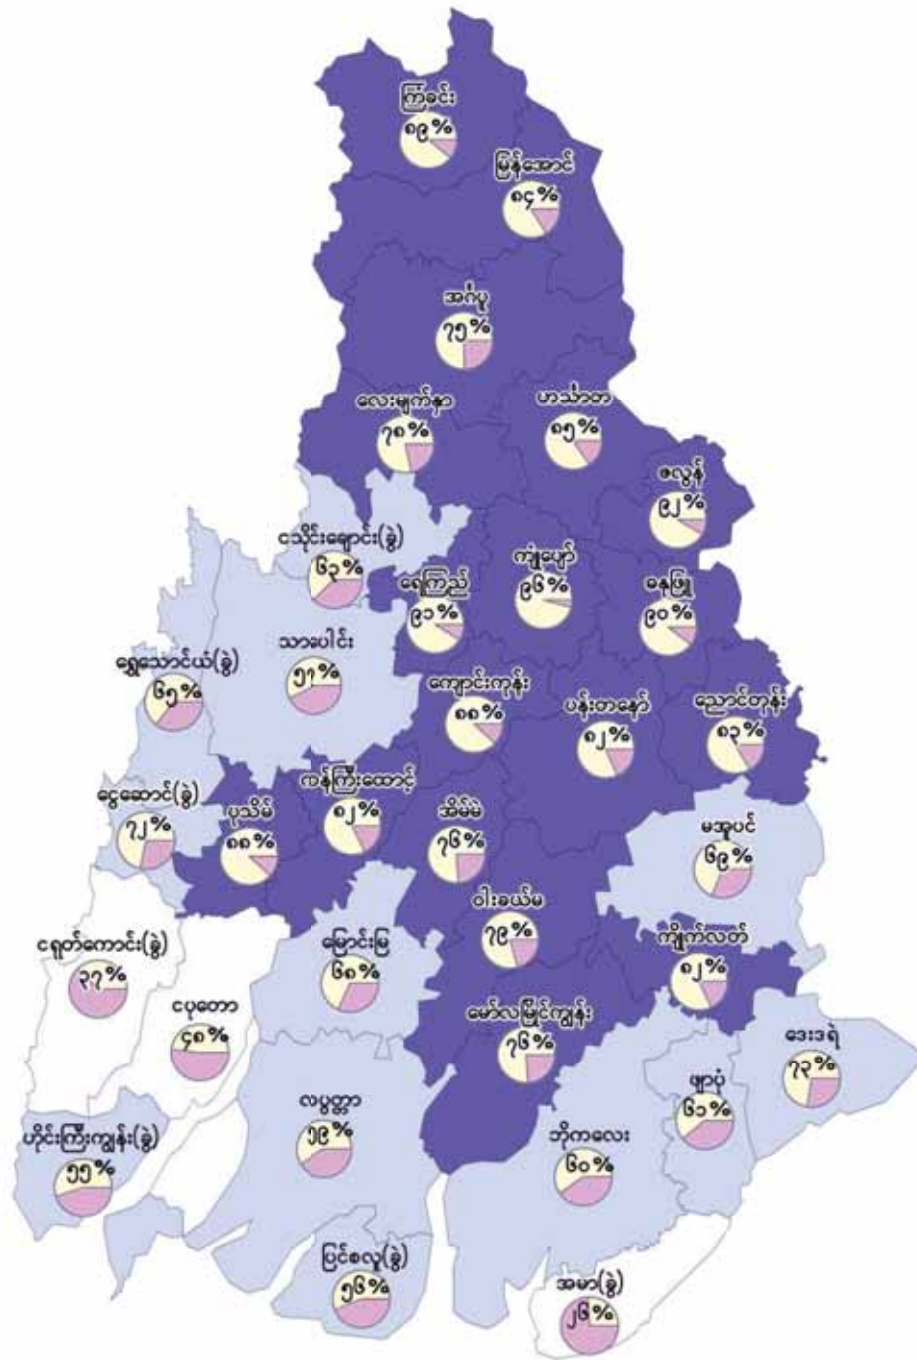 ကြံခင်း
၈၉%
မြန်အောင်
၈၄%
အင်္ဂပူ
၇၅%
လေးမျက်နှာ
၇၈%
ဟင်္သာတ
၈၅%
ဇလွန်
၉၂%
ငသိုင်းချောင်း(ခွဲ)
၆၃%
ရေကြည်
၉၁%
ကျုံပျော်
၉၆%
ဓနုဖြူ
၉၀%
ရွှေသောင်ယံ(ခွဲ)
၆၅%
သာပေါင်း
၅၇%
ကျောင်းကုန်း
၈၈%
ပန်းတနော်
၈၂%
ညောင်တုန်း
၈၃%
ငွေဆောင်(ခွဲ)
၇၂%
ပုသိမ်
၈၈%
ကန်ကြီးထောင့်
၈၂%
အိမ်မဲ
၇၆%
မအူပင်
၆၉%
ဝါးခယ်မ
၇၉%
ကျိုက်လတ်
၈၂%
ငရုတ်ကောင်း(ခွဲ)
၃၇%
ငပုတော
၄၈%
မြောင်းမြ
၆၈%
မော်လမြိုင်ကျွန်း
၇၆%
ဒေးဒရဲ
၇၃%
ဖျာပုံ
၆၁%
ဟိုင်းကြီးကျွန်း(ခွဲ)
၅၅%
လပွတ္တာ
၅၉%
ဘိုကလေး
၆၀%
ပြင်စလူ(ခွဲ)
၅၆%
အမာ(ခွဲ)
၂၆%